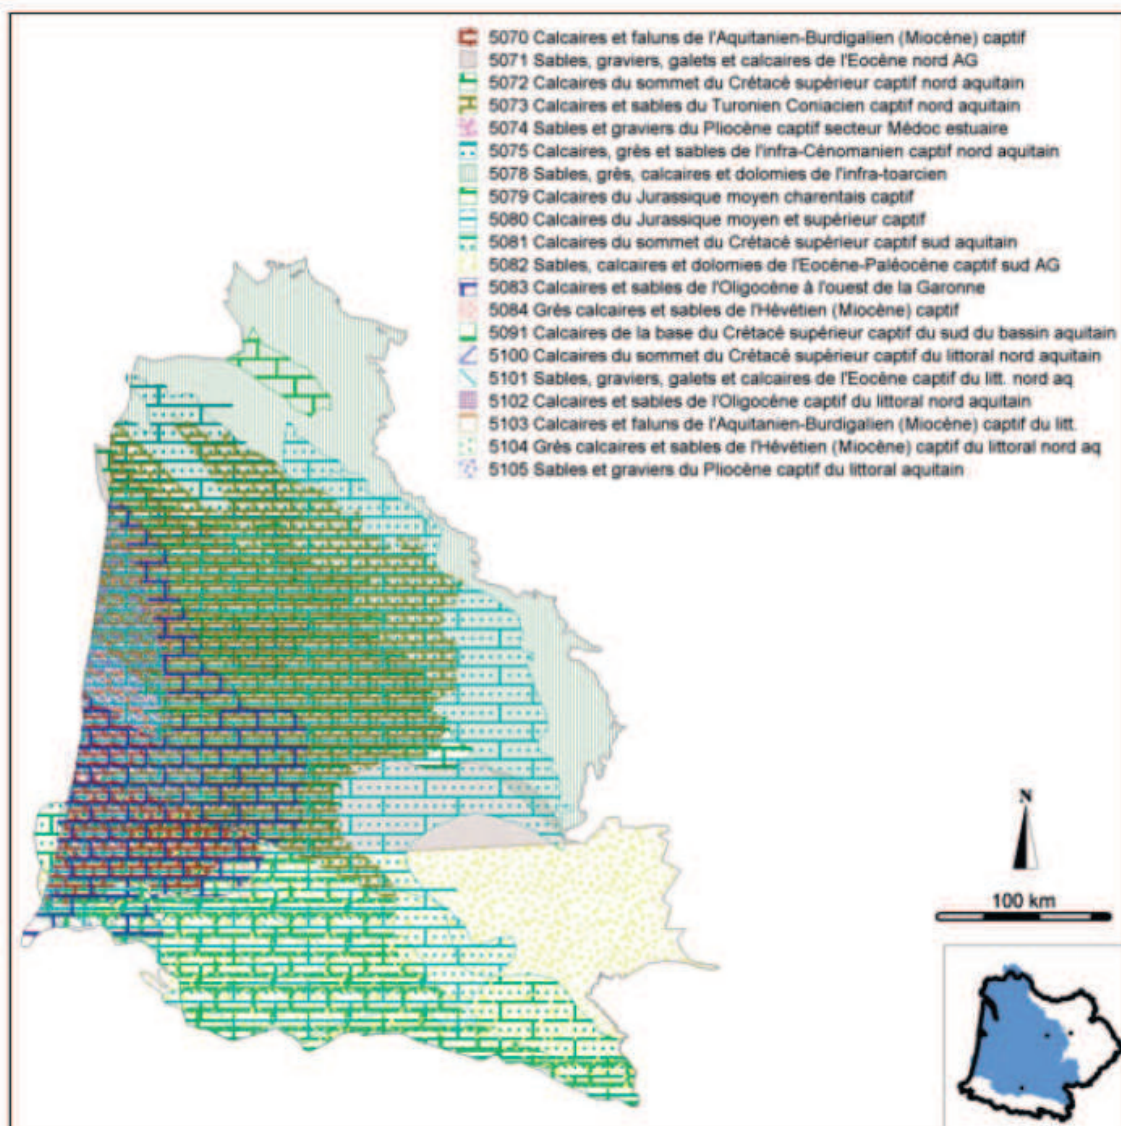 5070 Calcaires et faluns de l'Aquitanien-Burdigalien (Miocène) captif
5071 Sables, graviers, galets et calcaires de l'Eocène nord AG
5072 Calcaires du sommet du Crétacé supérieur captif nord aquitain
5073 Calcaires et sables du Turonien Coniacien captif nord aquitain
5074 Sables et graviers du Pliocène captif secteur Médoc estuaire
5075 Calcaires, grès et sables de l'infra-Cénomanien captif nord aquitain
5078 Sables, grès, calcaires et dolomies de l'infra-toarcien
5079 Calcaires du Jurassique moyen charentais captif
5080 Calcaires du Jurassique moyen et supérieur captif
5081 Calcaires du sommet du Crétacé supérieur captif sud aquitain
5082 Sables, calcaires et dolomies de l'Eocène-Paléocène captif sud AG
5083 Calcaires et sables de l'Oligocène à l'ouest de la Garonne
5084 Grès calcaires et sables de l'Hévétien (Miocène) captif
5091 Calcaires de la base du Crétacé supérieur captif du sud du bassin aquitain
5100 Calcaires du sommet du Crétacé supérieur captif du littoral nord aquitain
5101 Sables, graviers, galets et calcaires de l'Eocène captif du litt. nord aq
5102 Calcaires et sables de l'Oligocène captif du littoral nord aquitain
5103 Calcaires et faluns de l'Aquitanien-Burdigalien (Miocène) captif du litt.
5104 Grès calcaires et sables de l'Hévétien (Miocène) captif du littoral nord aq
5105 Sables et graviers du Pliocène captif du littoral aquitain
N
100 km